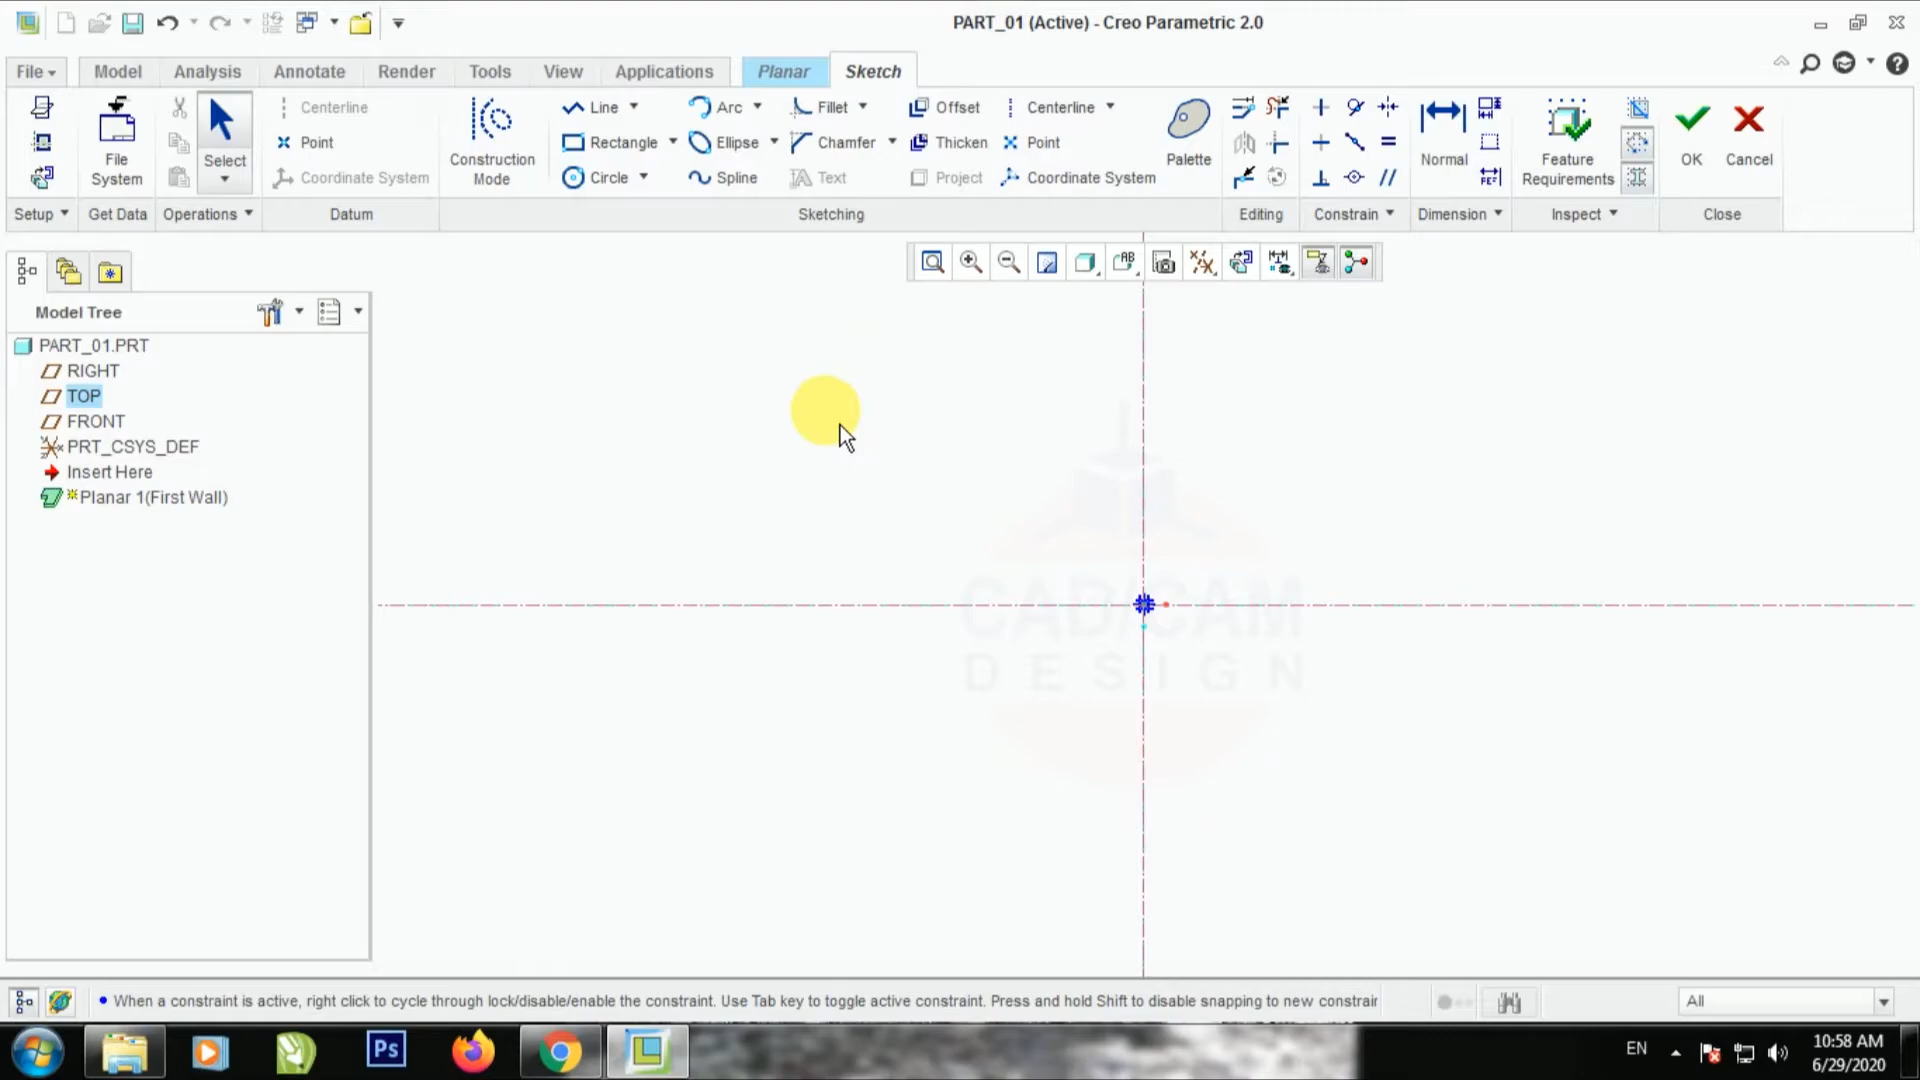 PART_01 (Active) - Creo Parametric 2.0
File Model Analysis Annotate Render Tools View Applications Planar Sketch
Centerline Line Arc Fillet Offset Centerline
Point Rectangle Ellipse Chamfer Thicken Point
Coordinate System Circle Spline Text Project Coordinate System
File System
Select
Construction Mode
Palette
Normal
Feature Requirements
OK
Cancel
Setup Get Data Operations Datum Sketching Editing Constrain Dimension Inspect Close
AB
Model Tree
PART_01.PRT
RIGHT
TOP
FRONT
PRT_CSYS_DEF
Insert Here
Planar 1(First Wall)
CAD/CAM
DESIGN
When a constraint is active, right click to cycle through lock/disable/enable the constraint. Use Tab key to toggle active constraint. Press and hold Shift to disable snapping to new constrair
All
Ps
EN
10:58 AM
6/29/2020